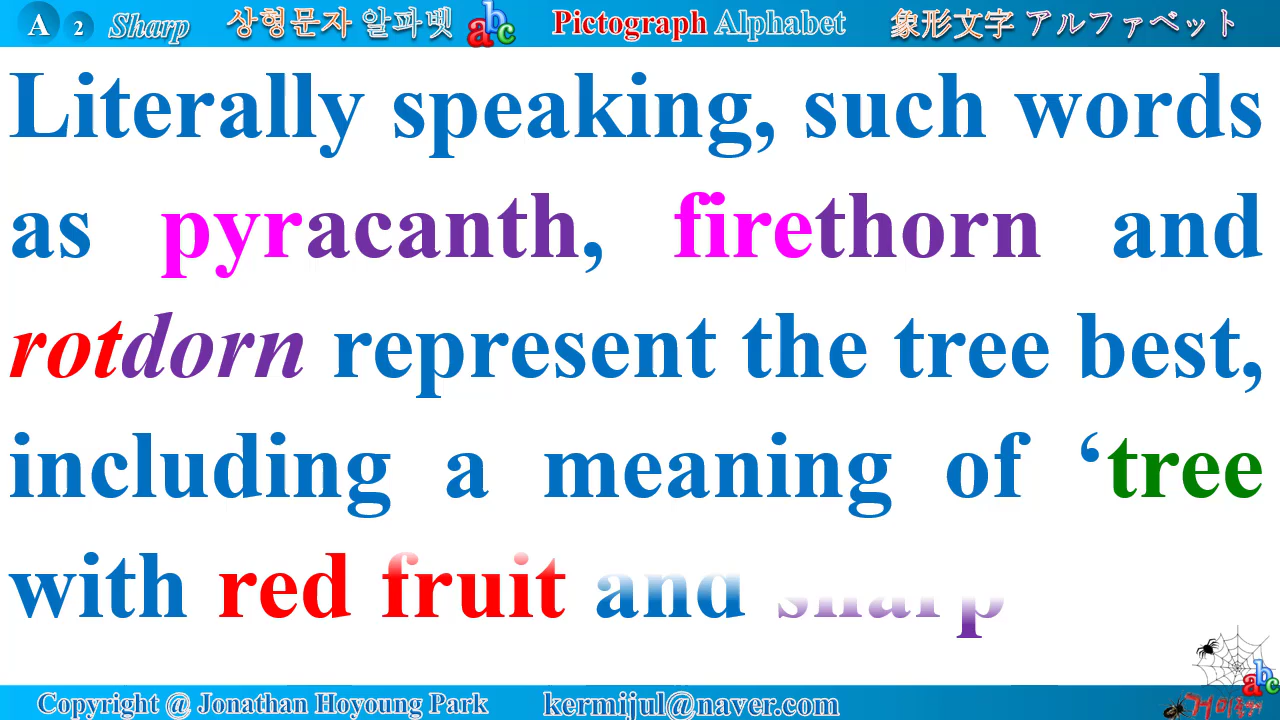 A 2 Sharp 상형문자 알파벳 abc Pictograph Alphabet 象形文字 アルファベット
Literally speaking, such words
as pyracanth, firethorn and
rotdorn represent the tree best,
including a meaning of ‘tree
with red fruit and sharp
abc
Copyright @ Jonathan Hoyoung Park kermijul@naver.com